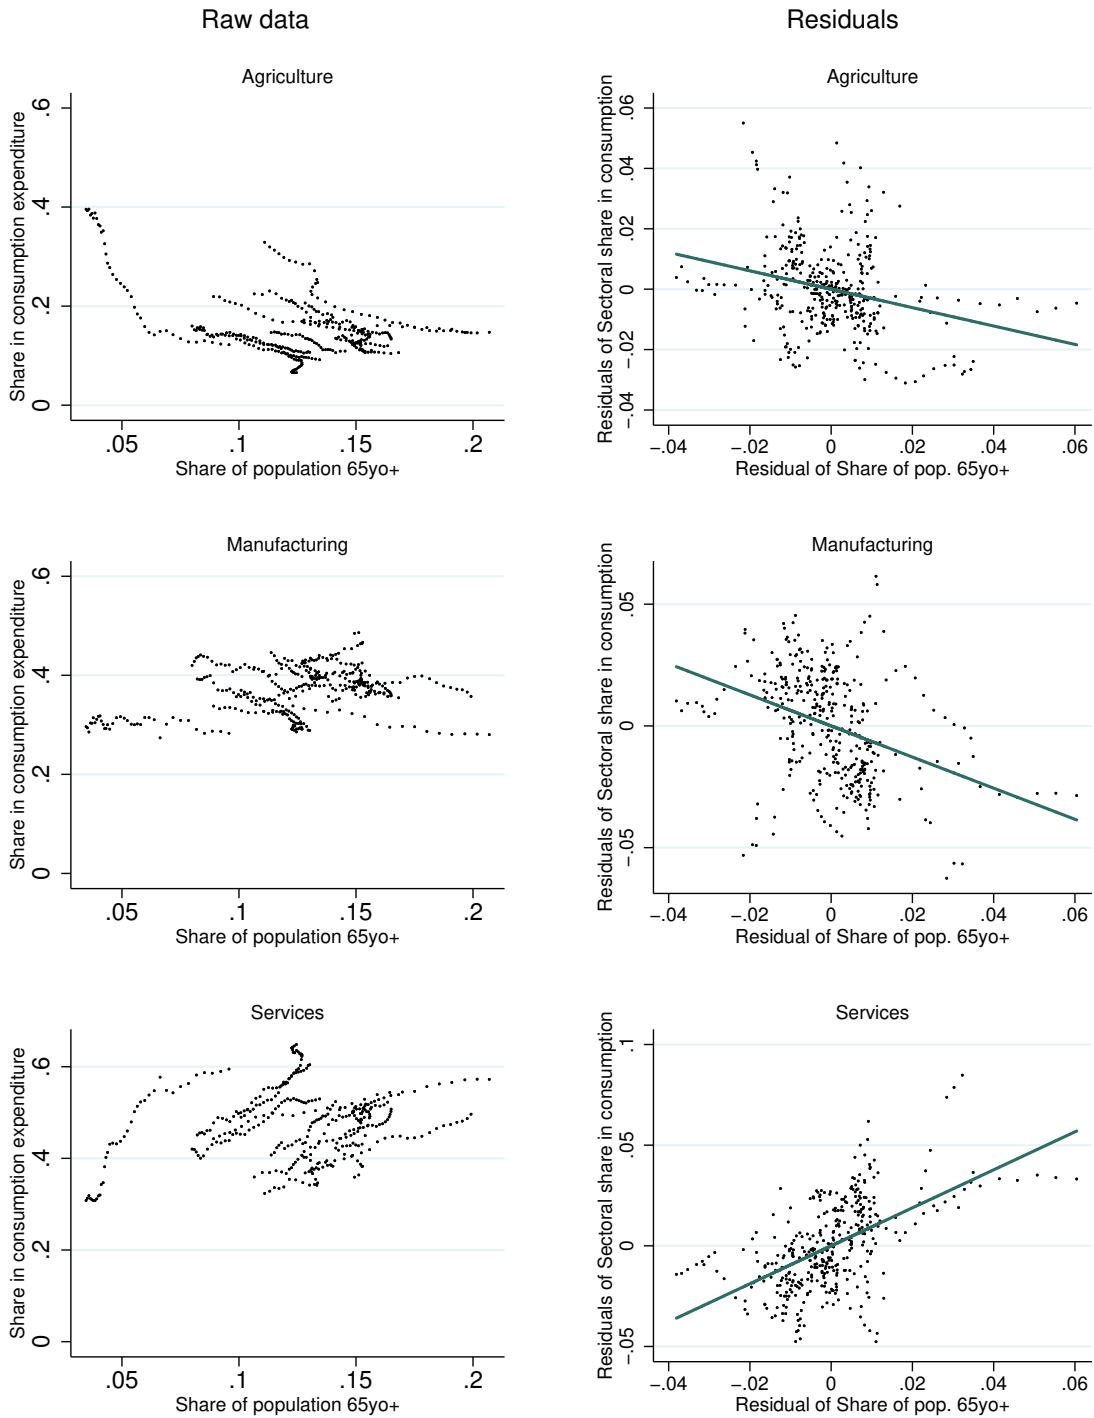 Raw data
Residuals
Agriculture
Share in consumption expenditure
0
.2
.4
.6
.05
.1
.15
.2
Share of population 65yo+
Agriculture
Residuals of Sectoral share in consumption
−.04
−.02
0
.02
.04
.06
−.04
−.02
0
.02
.04
.06
Residual of Share of pop. 65yo+
Manufacturing
Share in consumption expenditure
0
.2
.4
.6
.05
.1
.15
.2
Share of population 65yo+
Manufacturing
Residuals of Sectoral share in consumption
−.05
0
.05
−.04
−.02
0
.02
.04
.06
Residual of Share of pop. 65yo+
Services
Share in consumption expenditure
0
.2
.4
.6
.05
.1
.15
.2
Share of population 65yo+
Services
Residuals of Sectoral share in consumption
−.05
0
.05
.1
−.04
−.02
0
.02
.04
.06
Residual of Share of pop. 65yo+